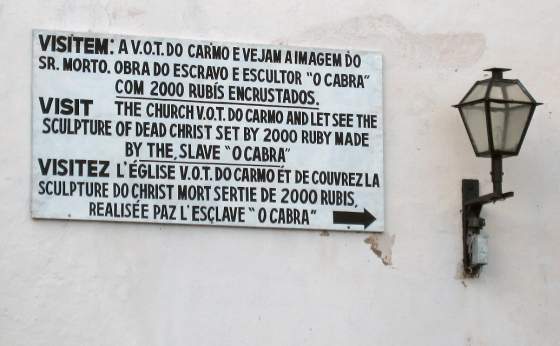 VISITEM: A V.O.T. DO CARMO E VEJAM A IMAGEM DO
SR. MORTO. OBRA DO ESCRAVO E ESCULTOR "O CABRA"
COM 2000 RUBÍS ENCRUSTADOS.
VISIT THE CHURCH V.O.T. DO CARMO AND LET SEE THE
SCULPTURE OF DEAD CHRIST SET BY 2000 RUBY MADE
BY THE, SLAVE "O CABRA"
VISITEZ L'ÉGLISE V.O.T. DO CARMO ÉT DE COUVREZ LA
SCULPTURE DO CHRIST MORT SERTIE DE 2000 RUBIS,
REALISÉE PAZ L'ESÇLAVE "O CABRA"